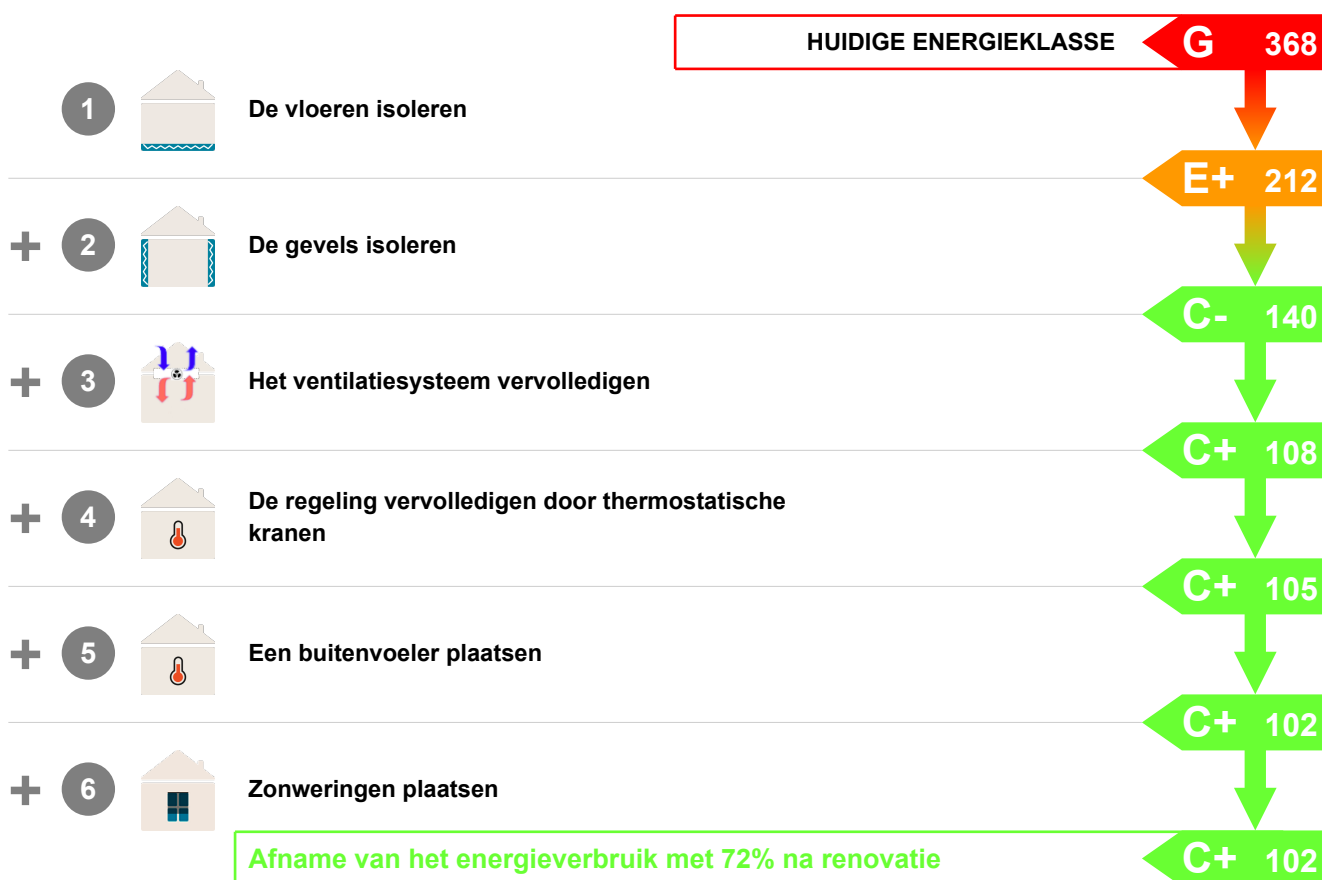 HUIDIGE ENERGIEKLASSE G 368
1 De vloeren isoleren
E+ 212
+ 2 De gevels isoleren
C- 140
+ 3 Het ventilatiesysteem vervolledigen
C+ 108
+ 4 De regeling vervolledigen door thermostatische
kranen
C+ 105
+ 5 Een buitenvoeler plaatsen
C+ 102
+ 6 Zonweringen plaatsen
Afname van het energieverbruik met 72% na renovatie C+ 102